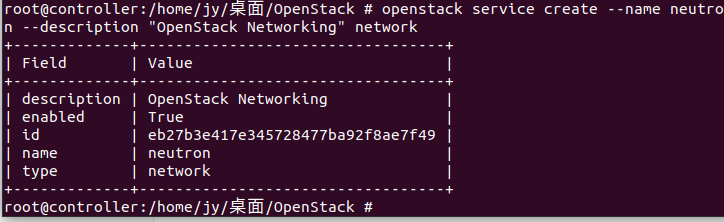 root@controller:/home/jy/桌面/OpenStack # openstack service create --name neutro
n --description "OpenStack Networking" network
+-------------+----------------------------------+
| Field       | Value                            |
+-------------+----------------------------------+
| description | OpenStack Networking             |
| enabled     | True                             |
| id          | eb27b3e417e345728477ba92f8ae7f49 |
| name        | neutron                          |
| type        | network                          |
+-------------+----------------------------------+
root@controller:/home/jy/桌面/OpenStack #